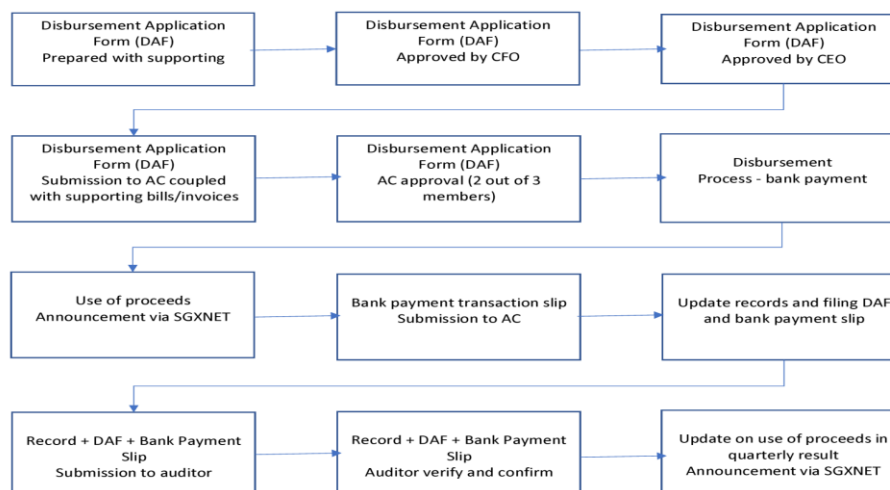 Disbursement Application
Form (DAF)
Prepared with supporting
Disbursement Application
Form (DAF)
Approved by CFO
Disbursement Application
Form (DAF)
Approved by CEO
Disbursement Application
Form (DAF)
Submission to AC coupled
with supporting bills/invoices
Disbursement Application
Form (DAF)
AC approval (2 out of 3
members)
Disbursement
Process - bank payment
Use of proceeds
Announcement via SGXNET
Bank payment transaction slip
Submission to AC
Update records and filing DAF
and bank payment slip
Record + DAF + Bank Payment
Slip
Submission to auditor
Record + DAF + Bank Payment
Slip
Auditor verify and confirm
Update on use of proceeds in
quarterly result
Announcement via SGXNET